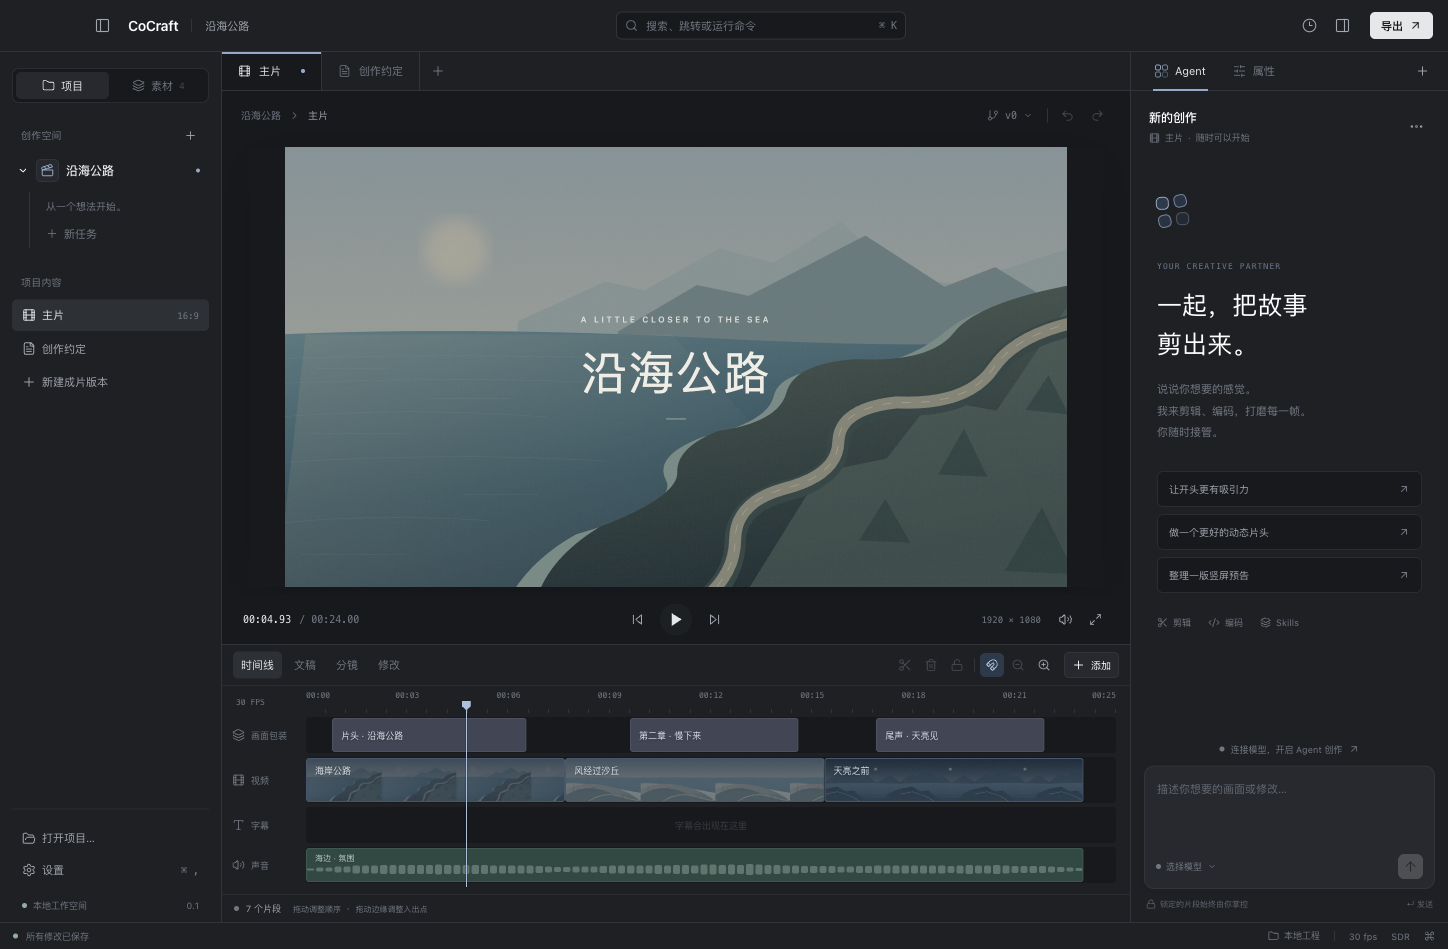 CoCraft
沿海公路
搜索、跳转或运行命令
⌘ K
导出
项目
素材 4
创作空间
沿海公路
从一个想法开始。
新任务
项目内容
主片
16:9
创作约定
新建成片版本
打开项目...
设置
⌘ ,
本地工作空间
0.1
主片
创作约定
沿海公路
主片
v0
A LITTLE CLOSER TO THE SEA
沿海公路
00:04.93 / 00:24.00
1920 × 1080
时间线
文稿
分镜
修改
添加
30 FPS
00:00
00:03
00:06
00:09
00:12
00:15
00:18
00:21
00:25
画面包装
片头 · 沿海公路
第二章 · 慢下来
尾声 · 天亮见
视频
海岸公路
风经过沙丘
天亮之前
字幕
字幕会出现在这里
声音
海边 · 氛围
7 个片段
拖动调整顺序 · 拖动边缘调整入出点
Agent
属性
新的创作
主片 · 随时可以开始
YOUR CREATIVE PARTNER
一起，把故事
剪出来。
说说你想要的感觉。
我来剪辑、编码，打磨每一帧。
你随时接管。
让开头更有吸引力
做一个更好的动态片头
整理一版竖屏预告
剪辑
编码
Skills
连接模型，开启 Agent 创作
描述你想要的画面或修改...
选择模型
锁定的片段始终由你掌控
发送
所有修改已保存
本地工程
30 fps
SDR
⌘